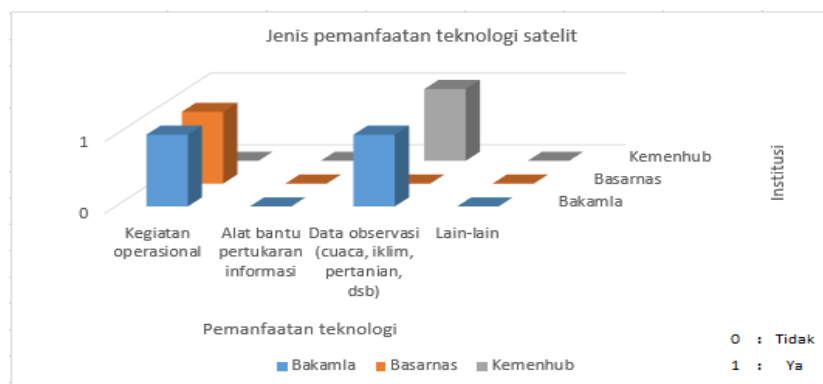 Jenis pemanfaatan teknologi satelit
1
0
Kemenhub
Basarnas
Bakamla
Institusi
Kegiatan
operasional
Alat bantu
pertukaran
informasi
Data observasi
(cuaca, iklim,
pertanian,
dsb)
Lain-lain
Pemanfaatan teknologi
Bakamla Basarnas Kemenhub
0 : Tidak
1 : Ya